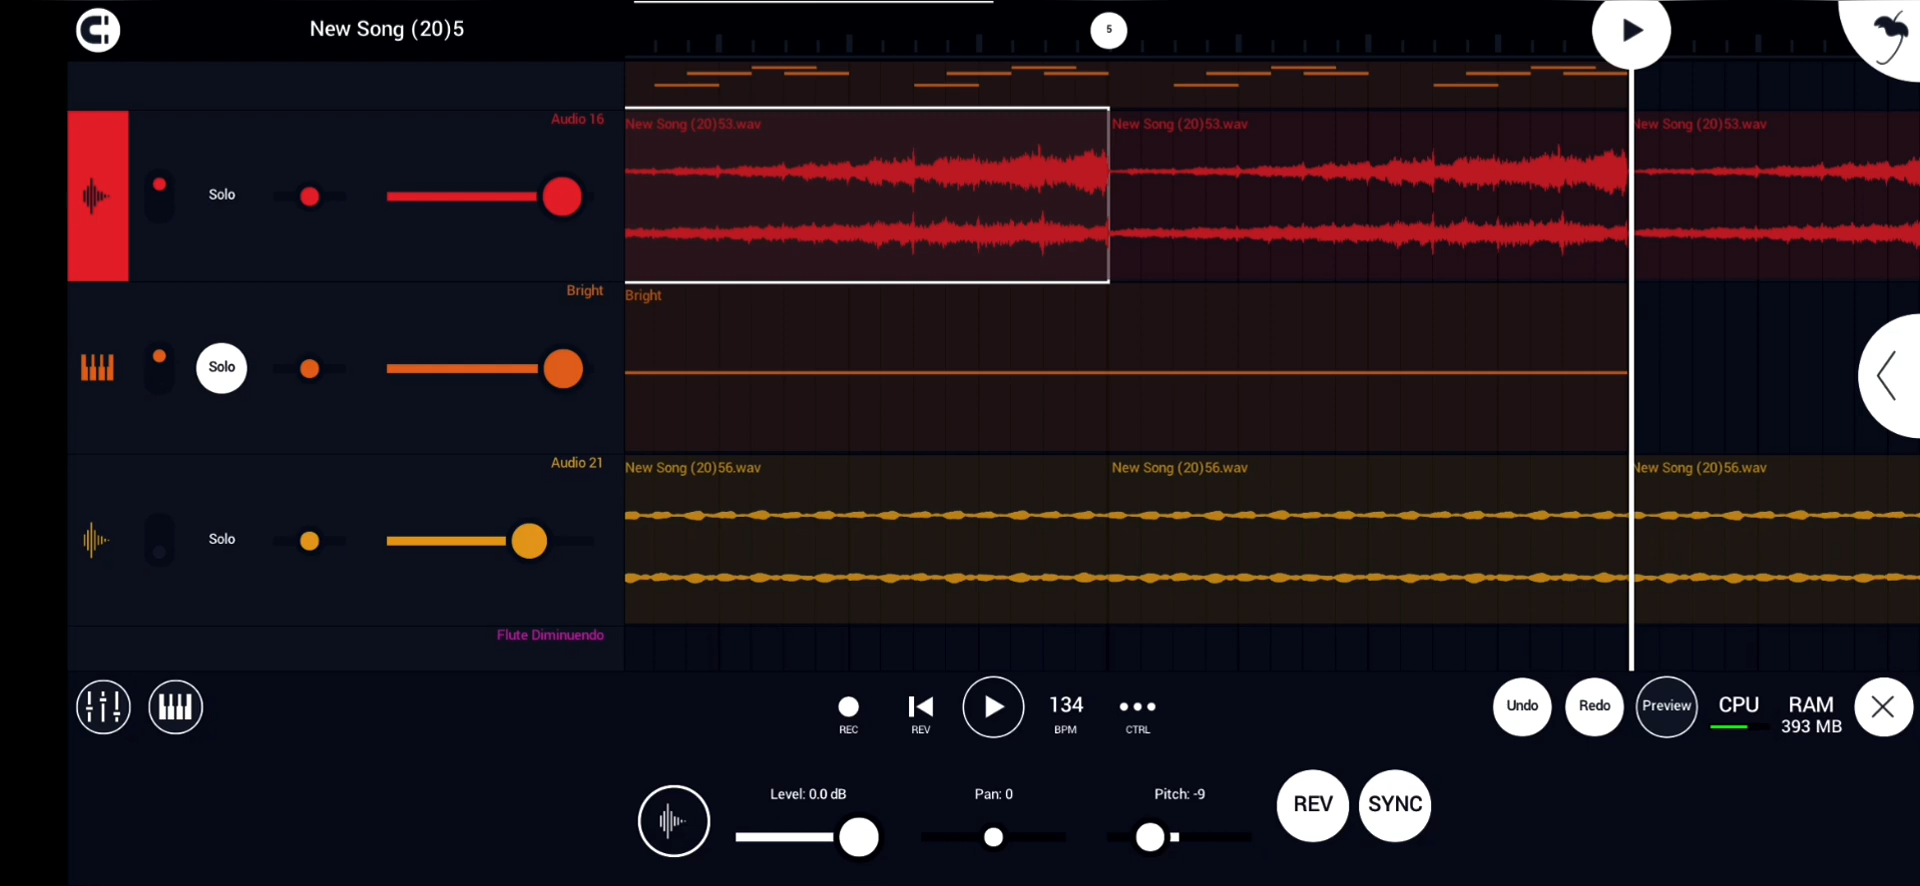 New Song (20)5
5
Audio 16
New Song (20)53.wav
New Song (20)53.wav
New Song (20)53.wav
Solo
Bright
Bright
Solo
Audio 21
New Song (20)56.wav
New Song (20)56.wav
New Song (20)56.wav
Solo
Flute Diminuendo
REC
REV
134
BPM
CTRL
Undo
Redo
Preview
CPU
RAM
393 MB
Level: 0.0 dB
Pan: 0
Pitch: -9
REV
SYNC